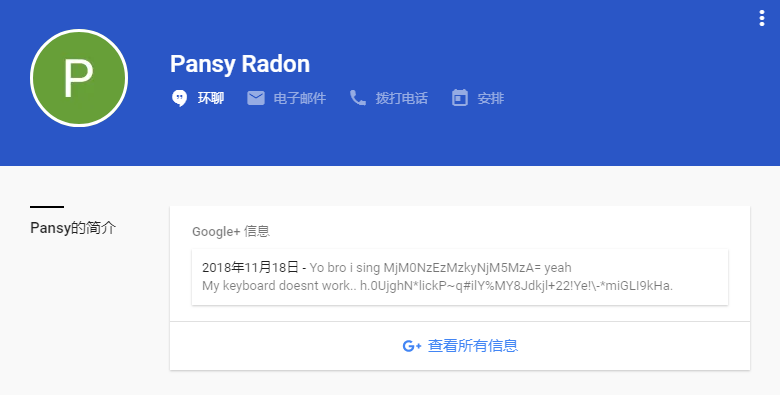 P
Pansy Radon
环聊 电子邮件 拨打电话 安排
Pansy的简介
Google+ 信息
2018年11月18日 - Yo bro i sing MjM0NzEzMzkyNjM5MzA= yeah
My keyboard doesnt work.. h.0UjghN*lickP~q#ilY%MY8Jdkjl+22!Ye!\-*miGLI9kHa.
G+ 查看所有信息